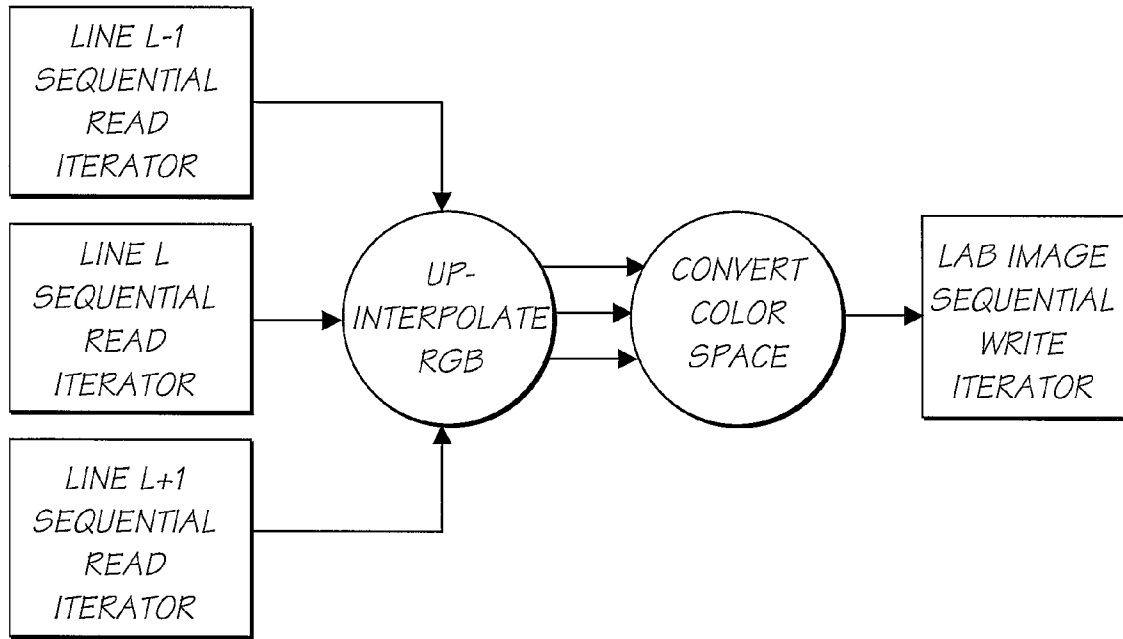 LINE L-1
SEQUENTIAL
READ
ITERATOR
LINE L
SEQUENTIAL
READ
ITERATOR
LINE L+1
SEQUENTIAL
READ
ITERATOR
UP-
INTERPOLATE
RGB
CONVERT
COLOR
SPACE
LAB IMAGE
SEQUENTIAL
WRITE
ITERATOR